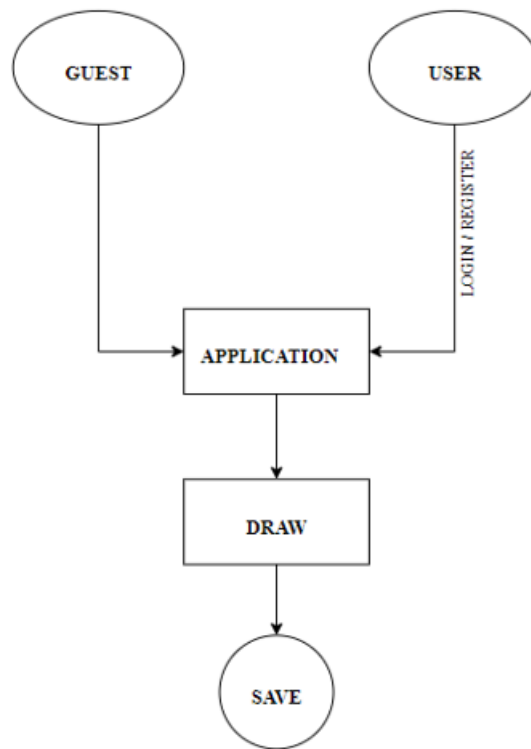 GUEST
USER
LOGIN / REGISTER
APPLICATION
DRAW
SAVE